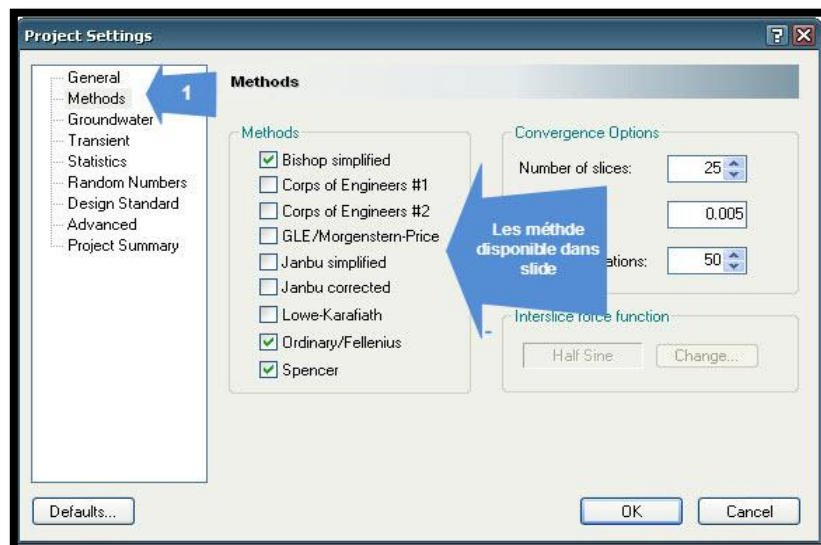 Project Settings
General
Methods
Groundwater
Transient
Statistics
Random Numbers
Design Standard
Advanced
Project Summary
1
Methods
Methods
Bishop simplified
Corps of Engineers #1
Corps of Engineers #2
GLE/Morgenstern-Price
Janbu simplified
Janbu corrected
Lowe-Karafiath
Ordinary/Fellenius
Spencer
Les méthde
disponible dans
slide
Convergence Options
Number of slices: 25
0.005
ations: 50
Interslice force function
Half Sine Change...
Defaults... OK Cancel